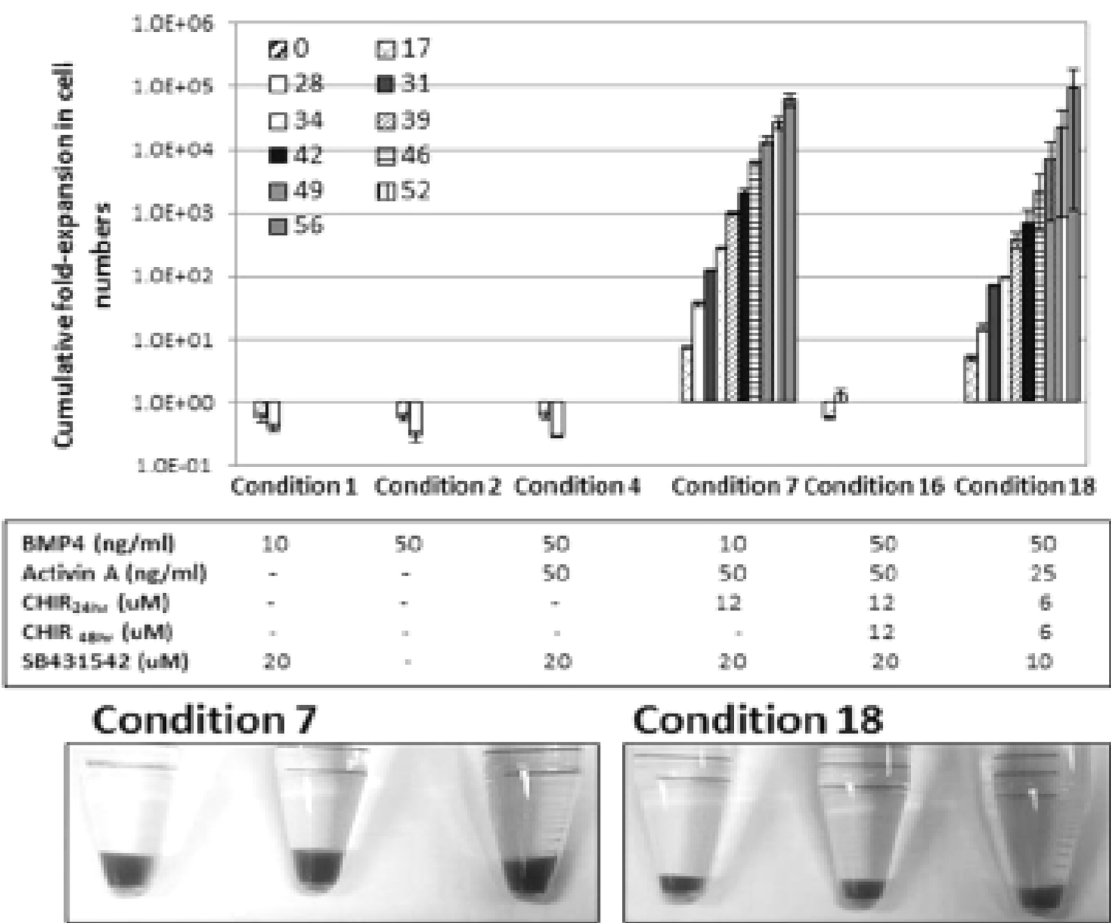 Cumulative fold-expansion in cell
numbers
1.0E+06
1.0E+05
1.0E+04
1.0E+03
1.0E+02
1.0E+01
1.0E+00
1.0E-01
0 17
28 31
34 39
42 46
49 52
56
Condition 1 Condition 2 Condition 4 Condition 7 Condition 16 Condition 18
BMP4 (ng/ml) 10 50 50 10 50 50
Activin A (ng/ml) - - 50 50 50 25
CHIR24hr (uM) - - - 12 12 6
CHIR 48hr (uM) - - - - 12 6
SB431542 (uM) 20 - 20 20 20 10
Condition 7 Condition 18